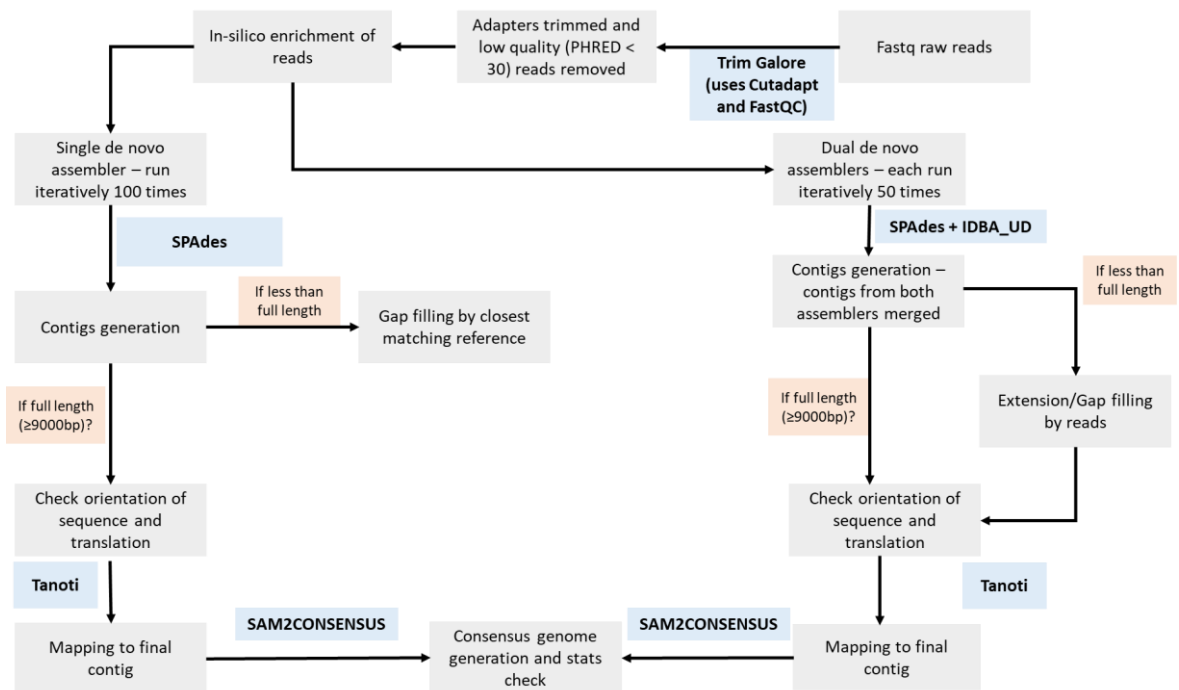 In-silico enrichment of
reads
Adapters trimmed and
low quality (PHRED <
30) reads removed
Fastq raw reads
Trim Galore
(uses Cutadapt
and FastQC)
Single de novo
assembler – run
iteratively 100 times
Dual de novo
assemblers – each run
iteratively 50 times
SPAdes
SPAdes + IDBA_UD
Contigs generation
If less than
full length
Gap filling by closest
matching reference
Contigs generation –
contigs from both
assemblers merged
If less than
full length
If full length
(≥9000bp)?
If full length
(≥9000bp)?
Extension/Gap filling
by reads
Check orientation of
sequence and
translation
Check orientation of
sequence and
translation
Tanoti
Tanoti
Mapping to final
contig
SAM2CONSENSUS
Consensus genome
generation and stats
check
SAM2CONSENSUS
Mapping to final
contig